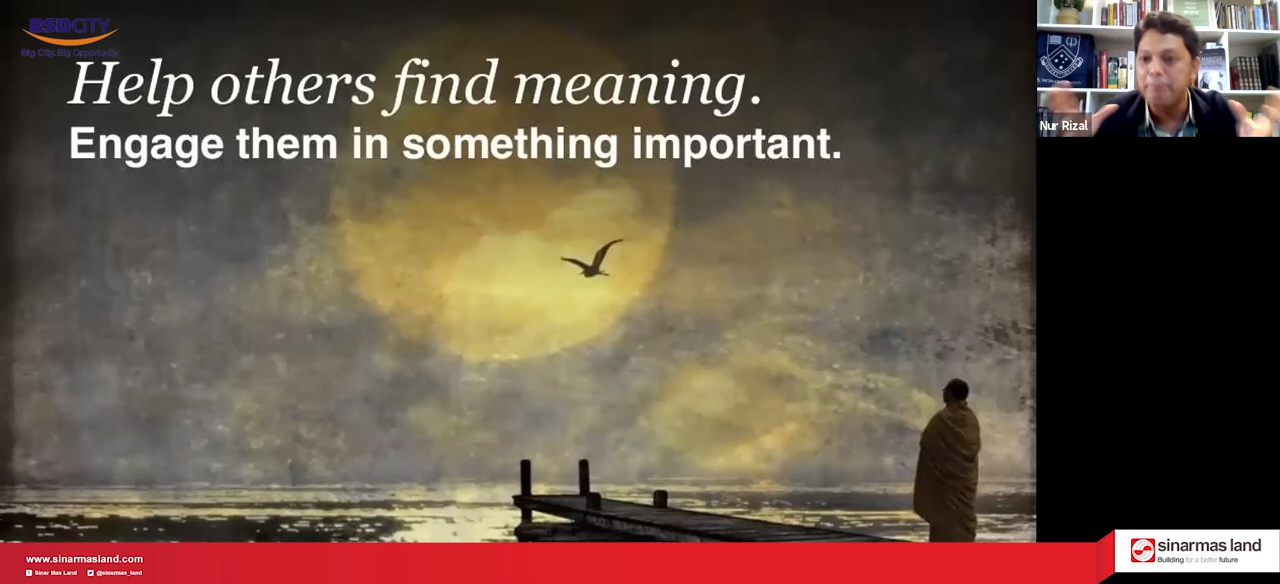 BSDCITY
Big City. Big Opportunity
Help others find meaning.
Engage them in something important.
Nur Rizal
www.sinarmasland.com
Sinar Mas Land
@sinarmas_land
sinarmas land
Building for a better future